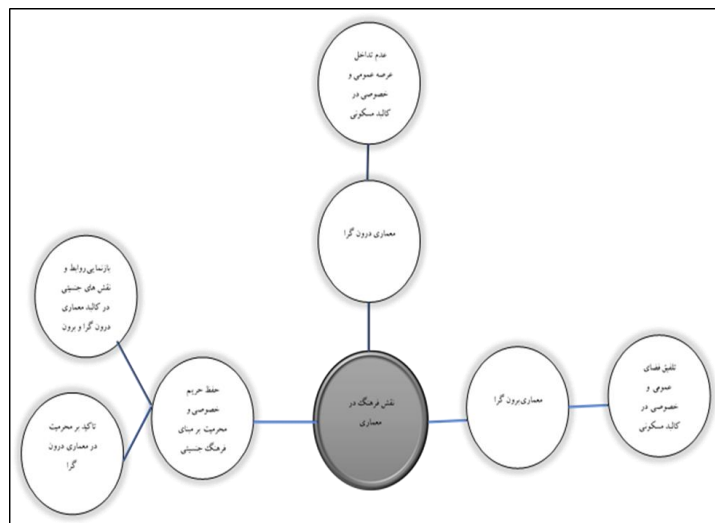 عدم تداخل
عرصه عمومی و
خصوصی در
کالبد مسکونی
معماری درون گرا
بازنمایی روابط و
نقش های جنسیتی
در کالبد معماری
درون گرا و برون
تلفیق فضای
عمومی و
خصوصی در
کالبد مسکونی
معماری برون گرا
نقش فرهنگ در
معماری
حفظ حریم
خصوصی و
محرمیت بر مبنای
فرهنگ جنسیتی
تاکید بر محرمیت
در معماری درون
گرا